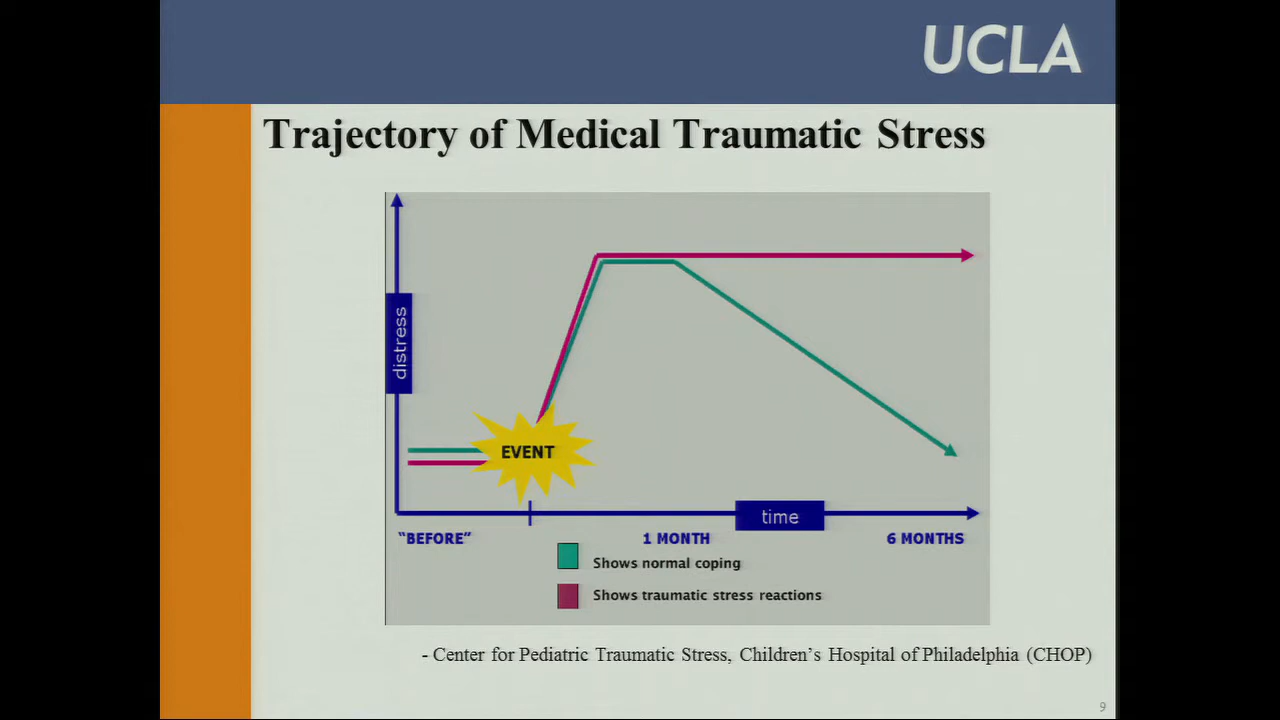 UCLA
Trajectory of Medical Traumatic Stress
distress
EVENT
time
“BEFORE”
1 MONTH
6 MONTHS
Shows normal coping
Shows traumatic stress reactions
- Center for Pediatric Traumatic Stress, Children’s Hospital of Philadelphia (CHOP)
9